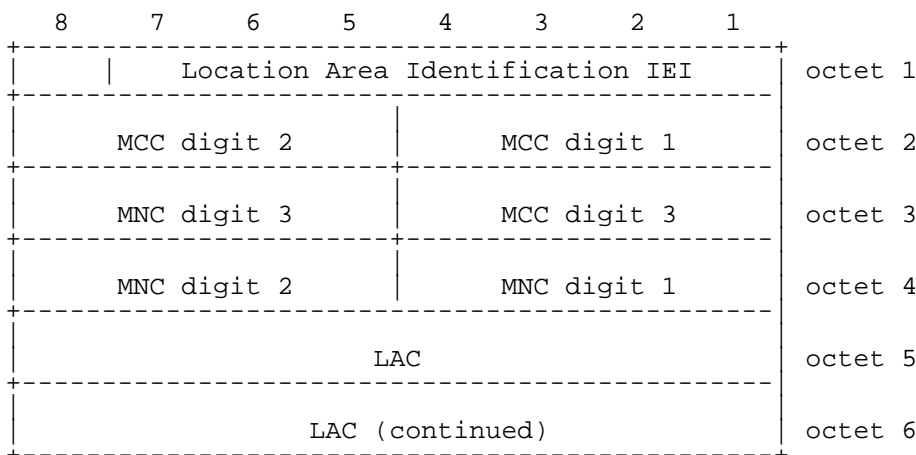 8 7 6 5 4 3 2 1
Location Area Identification IEI octet 1
MCC digit 2 MCC digit 1 octet 2
MNC digit 3 MCC digit 3 octet 3
MNC digit 2 MNC digit 1 octet 4
LAC octet 5
LAC (continued) octet 6